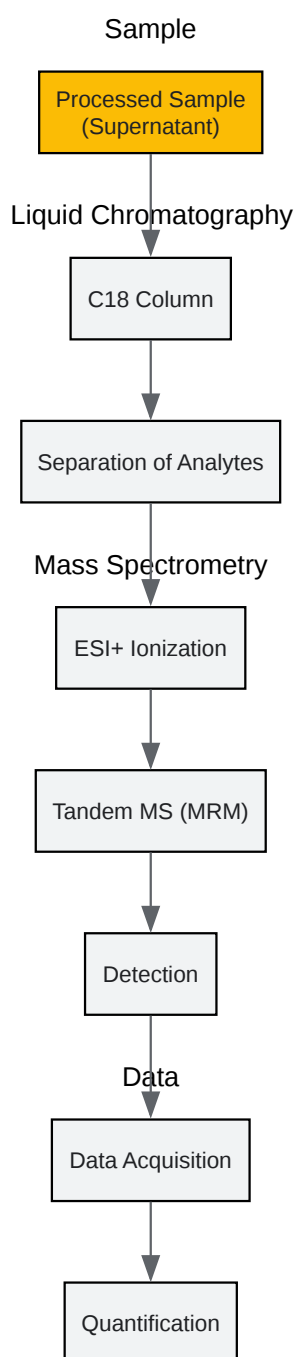 Sample
Processed Sample
(Supernatant)
Liquid Chromatography
C18 Column
Separation of Analytes
Mass Spectrometry
ESI+ Ionization
Tandem MS (MRM)
Detection
Data
Data Acquisition
Quantification